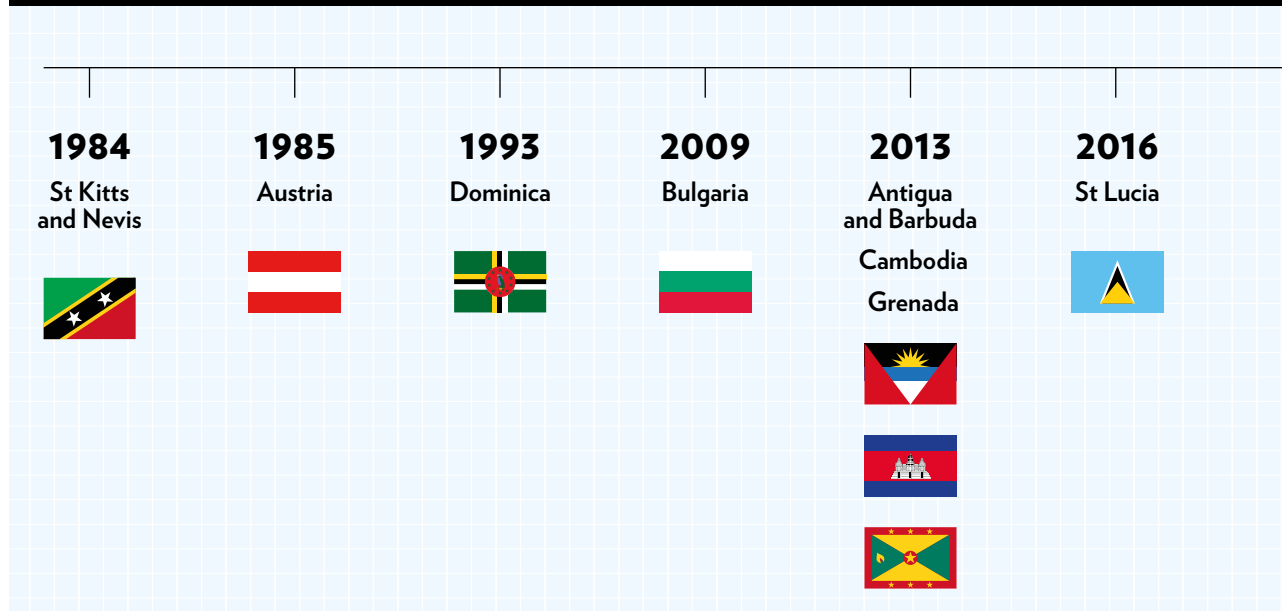 1984
St Kitts
and Nevis
1985
Austria
1993
Dominica
2009
Bulgaria
2013
Antigua
and Barbuda
Cambodia
Grenada
2016
St Lucia